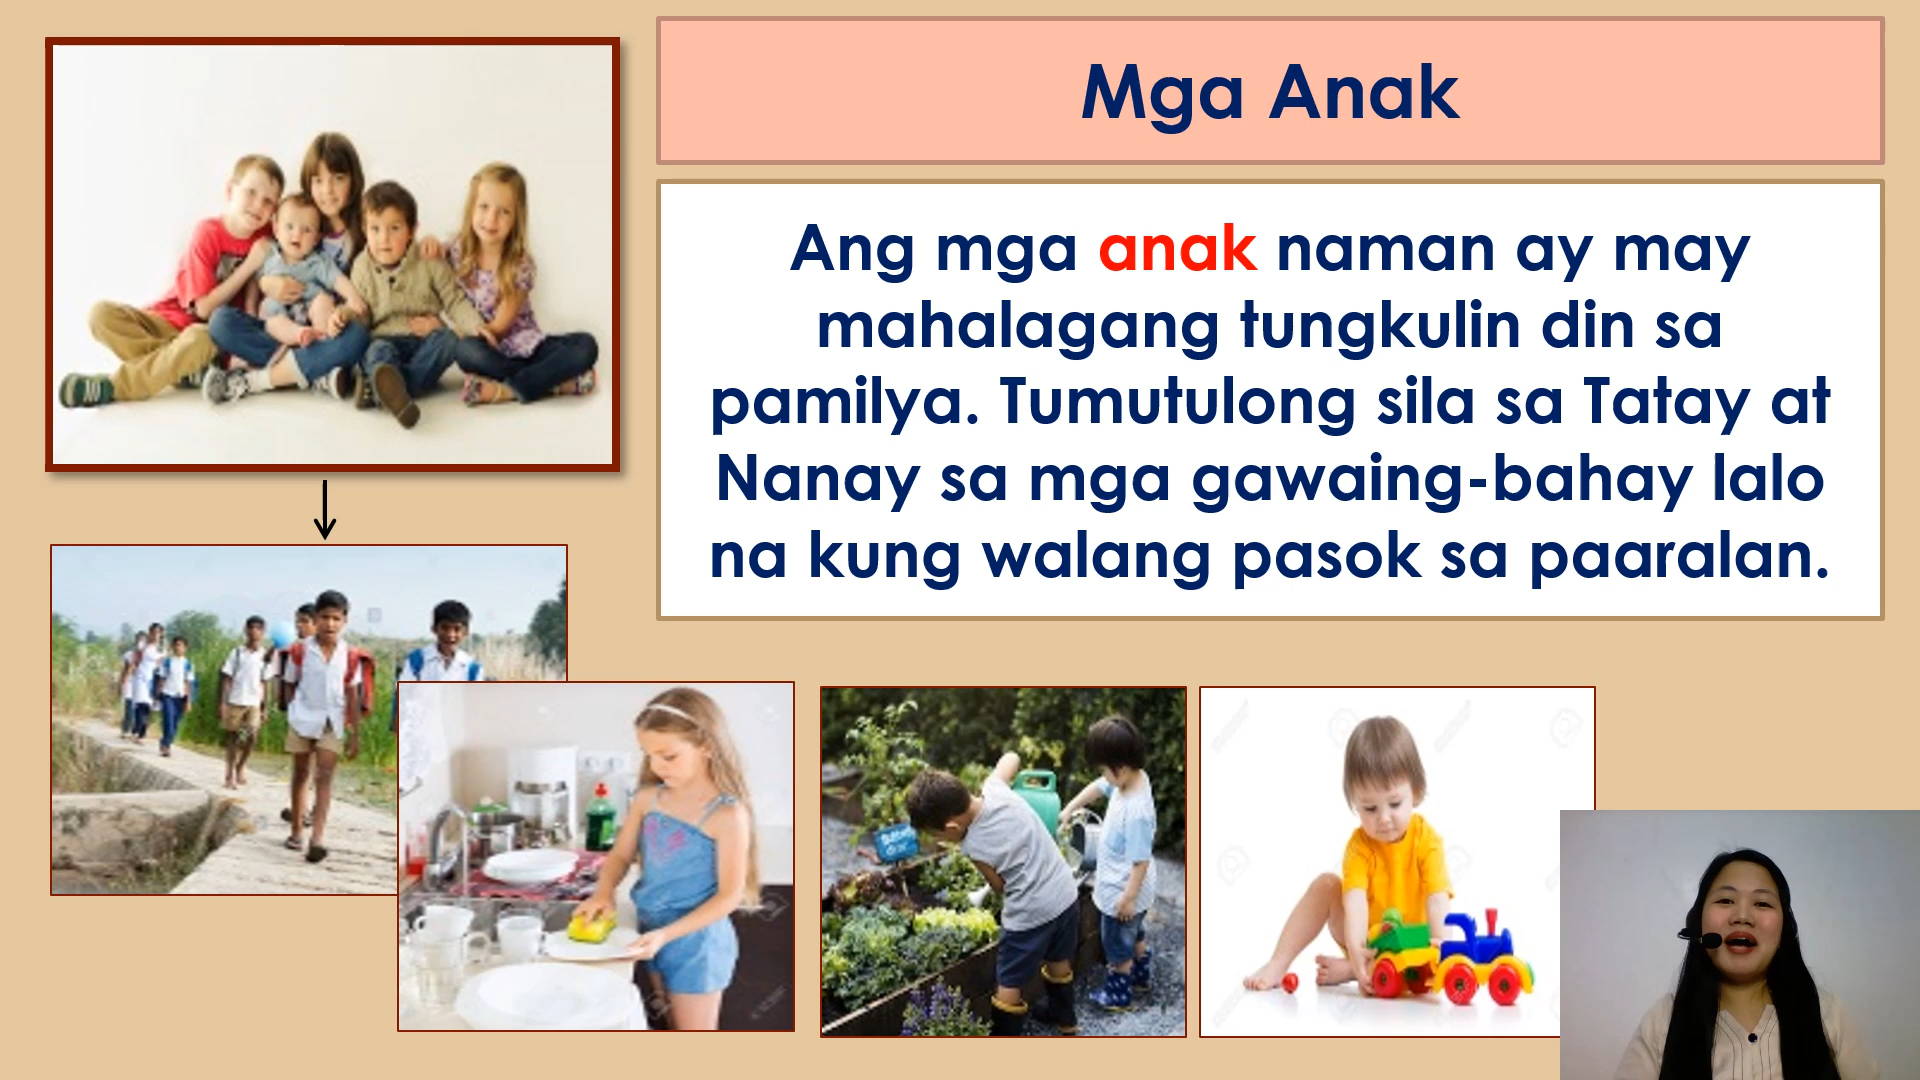 Mga Anak
Ang mga anak naman ay may
mahalagang tungkulin din sa
pamilya. Tumutulong sila sa Tatay at
Nanay sa mga gawaing-bahay lalo
na kung walang pasok sa paaralan.